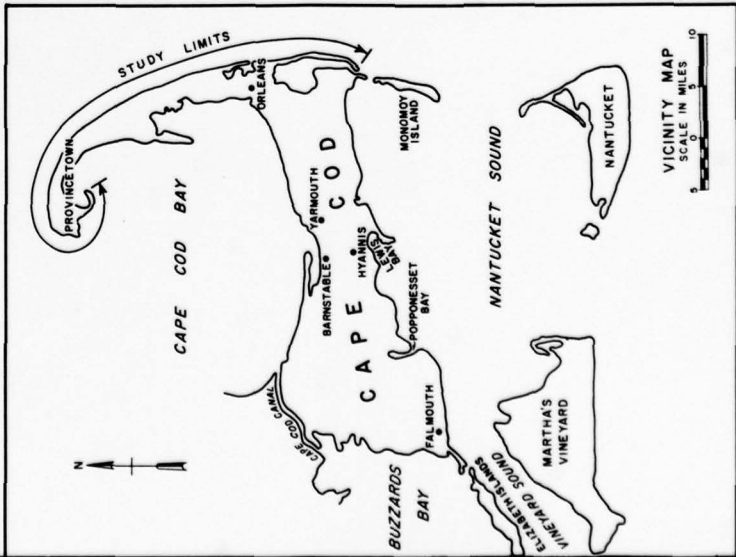 STUDY LIMITS
PROVINCETOWN
ORLEANS
CAPE COD BAY
YARMOUTH
BARNSTABLE
HYANNIS
LEWIS
BAY
CAPE COD
MONOMOY
ISLAND
POPPONESSET
BAY
CAPE COD CANAL
N
FALMOUTH
BUZZARDS
BAY
ELIZABETH ISLANDS
VINEYARD SOUND
NANTUCKET SOUND
MARTHA'S
VINEYARD
NANTUCKET
VICINITY MAP
SCALE IN MILES
5 0 5 10